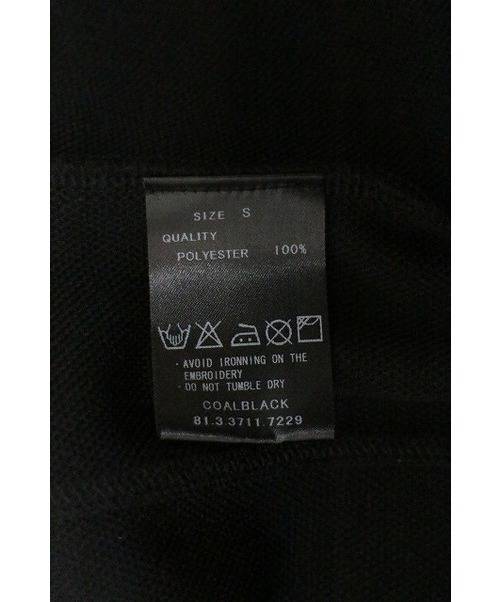 SIZE S
QUALITY
POLYESTER 100%
・AVOID IRONNING ON THE
EMBROIDERY
・DO NOT TUMBLE DRY
COALBLACK
81.3.3711.7229